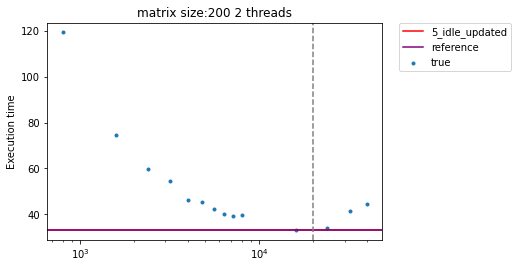 matrix size:200 2 threads
120
100
80
60
40
Execution time
10³
10⁴
5_idle_updated
reference
true